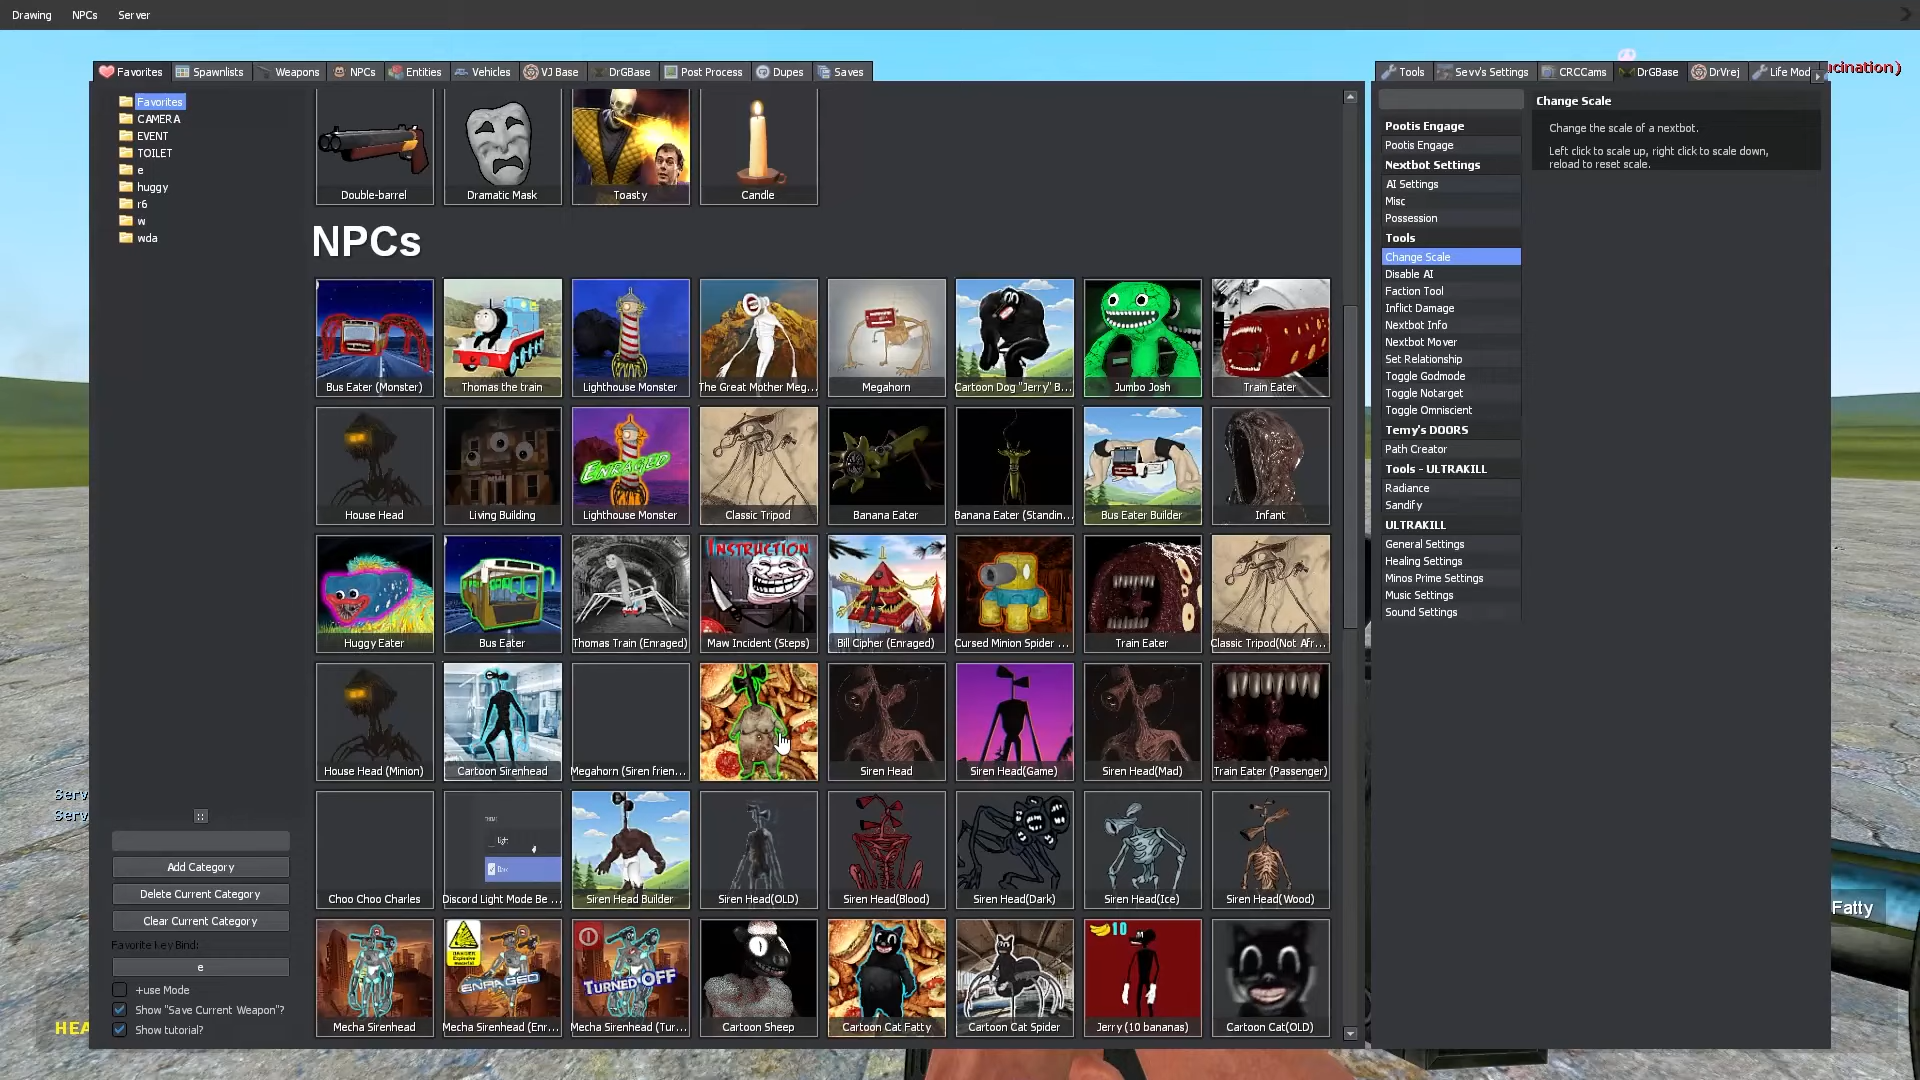 Drawing NPCs Server
Favorites Spawnlists Weapons NPCs Entities Vehicles VJ Base DrGBase Post Process Dupes Saves
Tools Sevv's Settings CRCCams DrGBase DrVrej Life Mod
ucination)
Favorites
CAMERA
EVENT
TOILET
e
huggy
r6
w
wda
Double-barrel Dramatic Mask Toasty Candle
NPCs
Bus Eater (Monster) Thomas the train Lighthouse Monster The Great Mother Meg... Megahorn Cartoon Dog "Jerry" B... Jumbo Josh Train Eater
ENRAGED
House Head Living Building Lighthouse Monster Classic Tripod Banana Eater Banana Eater (Standin... Bus Eater Builder Infant
INSTRUCTION
Huggy Eater Bus Eater Thomas Train (Enraged) Maw Incident (Steps) Bill Cipher (Enraged) Cursed Minion Spider ... Train Eater Classic Tripod(Not Afr...
House Head (Minion) Cartoon Sirenhead Megahorn (Siren frien... Siren Head Siren Head(Game) Siren Head(Mad) Train Eater (Passenger)
Light
Dark
Choo Choo Charles Discord Light Mode Be ... Siren Head Builder Siren Head(OLD) Siren Head(Blood) Siren Head(Dark) Siren Head(Ice) Siren Head(Wood)
DANGER
ENRAGED
TURNED OFF
10
Mecha Sirenhead Mecha Sirenhead (Enr... Mecha Sirenhead (Tur... Cartoon Sheep Cartoon Cat Fatty Cartoon Cat Spider Jerry (10 bananas) Cartoon Cat(OLD)
Serv
Serv
Add Category
Delete Current Category
Clear Current Category
Favorite Key Bind:
e
+use Mode
Show "Save Current Weapon"?
Show tutorial?
HEA
Pootis Engage
Pootis Engage
Nextbot Settings
AI Settings
Misc
Possession
Tools
Change Scale
Disable AI
Faction Tool
Inflict Damage
Nextbot Info
Nextbot Mover
Set Relationship
Toggle Godmode
Toggle Notarget
Toggle Omniscient
Temy's DOORS
Path Creator
Tools - ULTRAKILL
Radiance
Sandify
ULTRAKILL
General Settings
Healing Settings
Minos Prime Settings
Music Settings
Sound Settings
Change Scale
Change the scale of a nextbot.
Left click to scale up, right click to scale down,
reload to reset scale.
Fatty